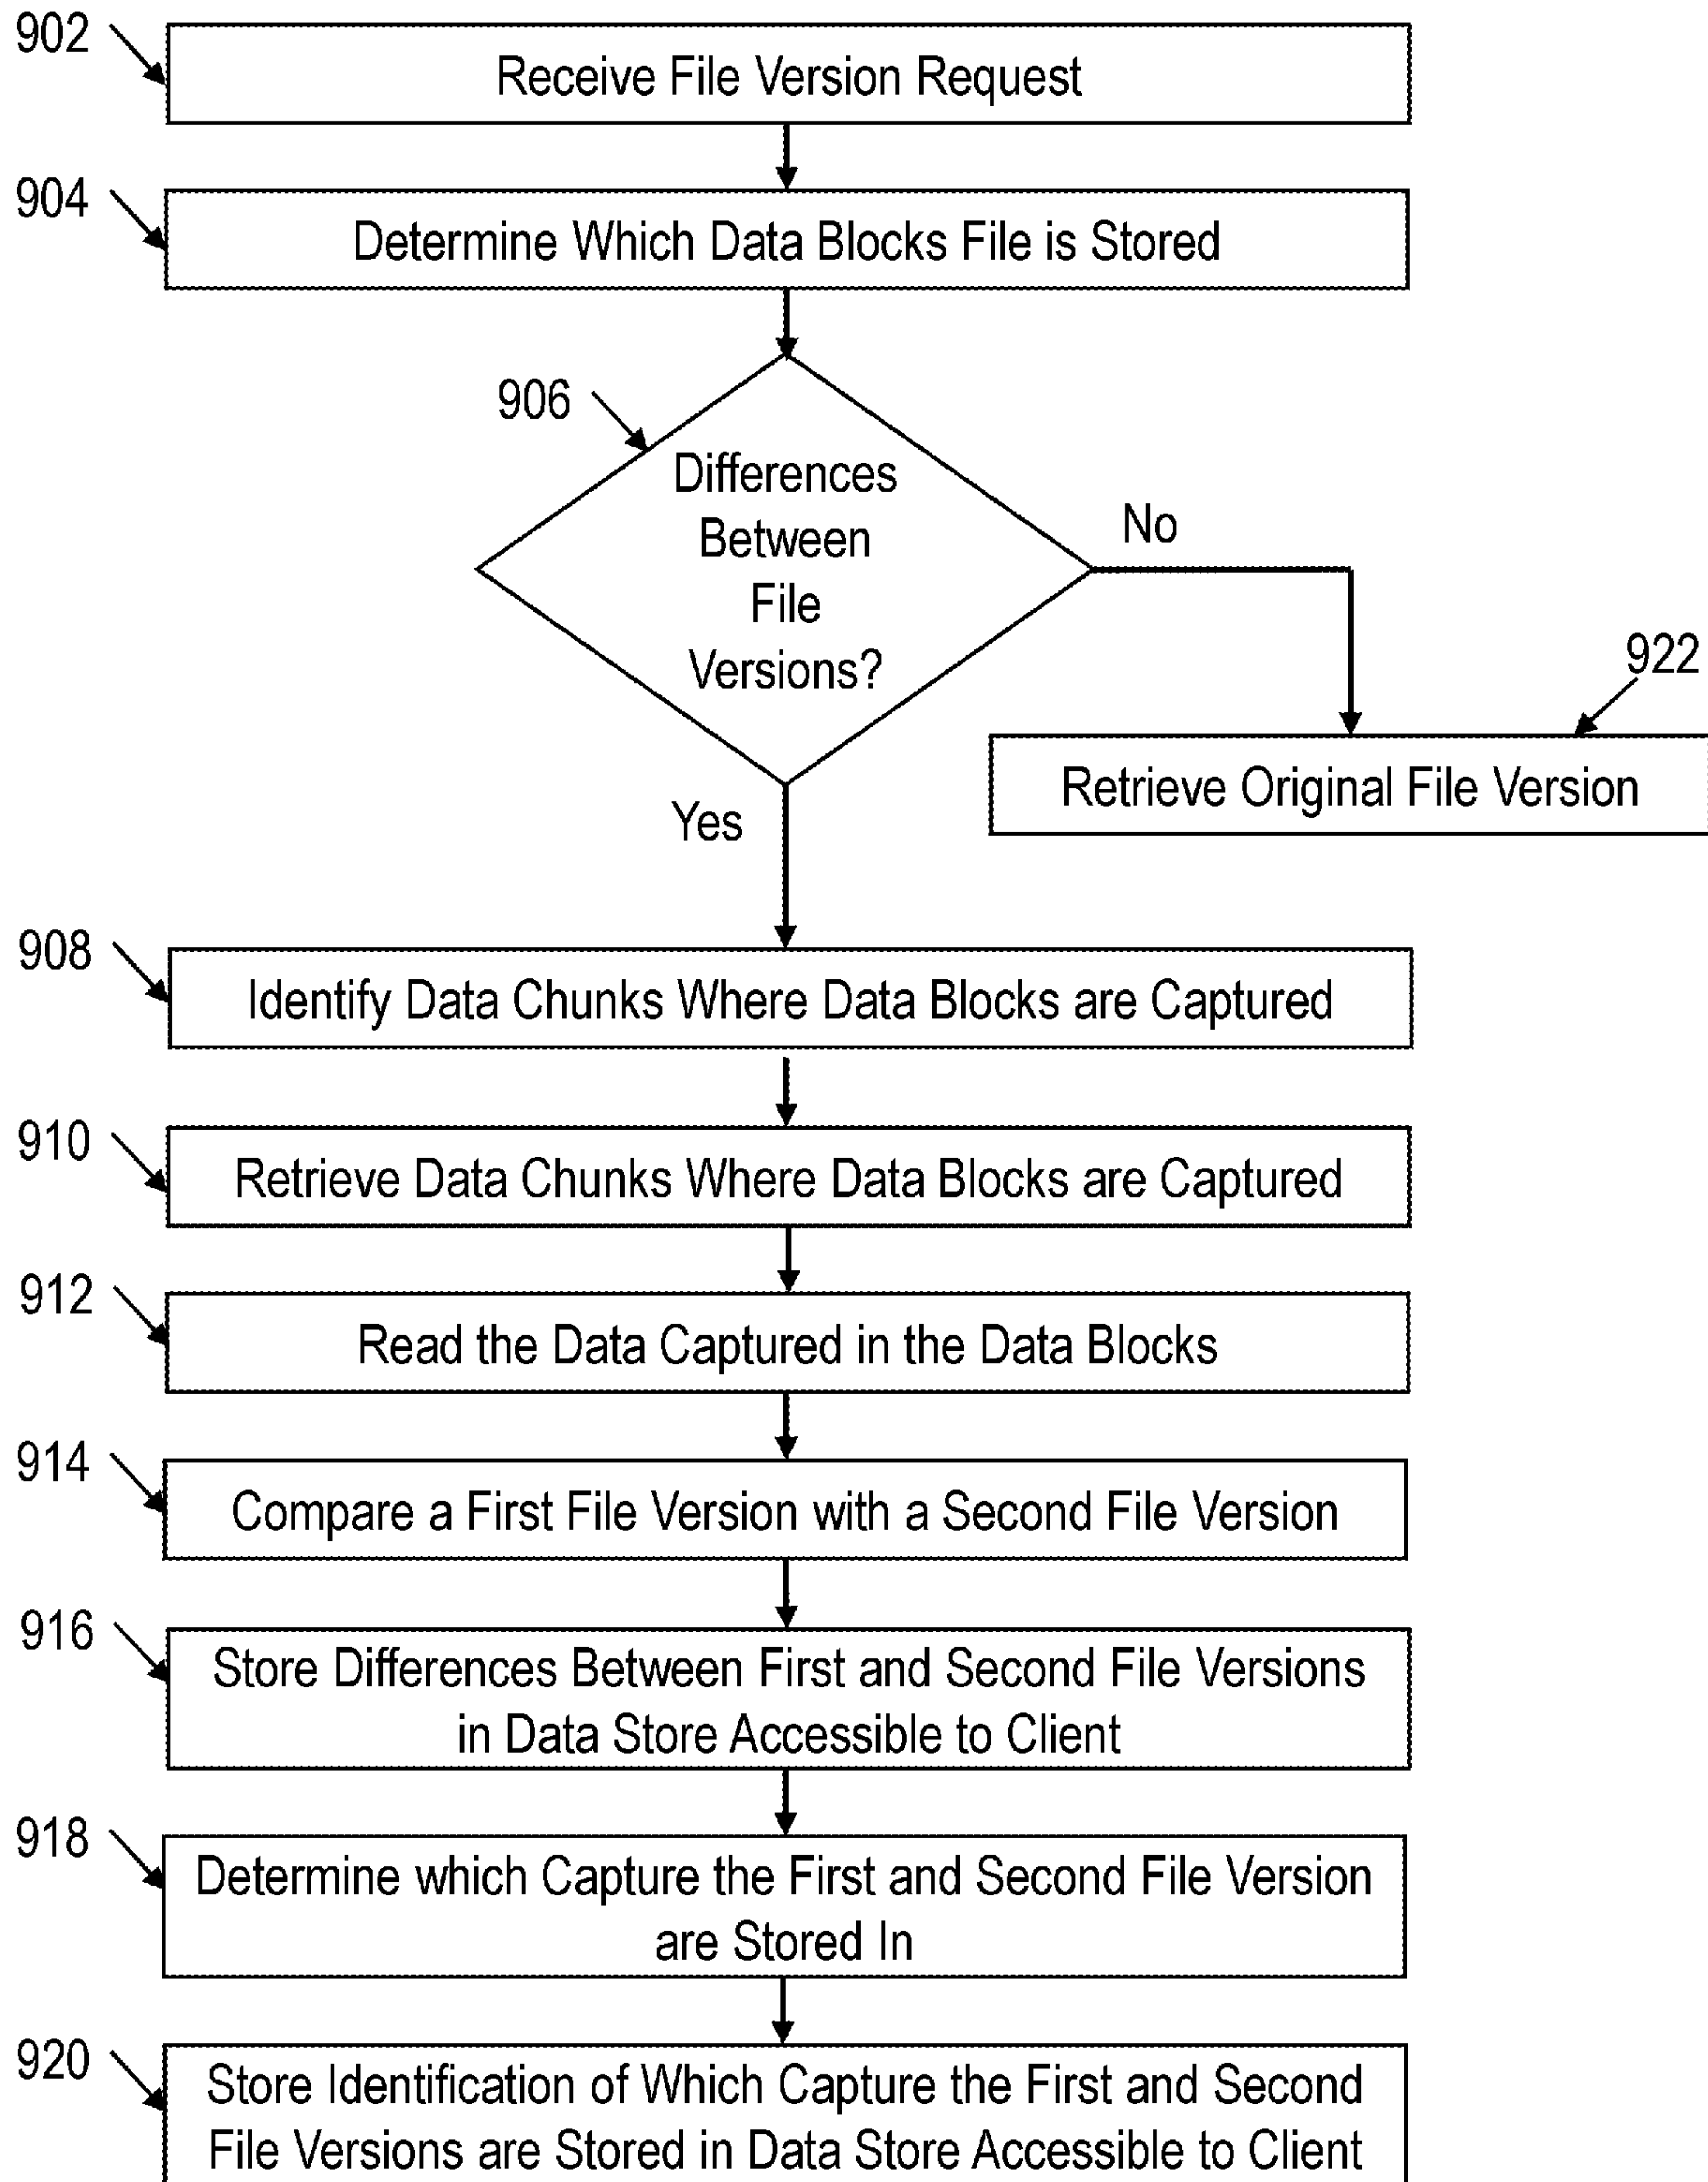 902
Receive File Version Request
904
Determine Which Data Blocks File is Stored
906
Differences
Between
File
Versions?
No
922
Retrieve Original File Version
Yes
908
Identify Data Chunks Where Data Blocks are Captured
910
Retrieve Data Chunks Where Data Blocks are Captured
912
Read the Data Captured in the Data Blocks
914
Compare a First File Version with a Second File Version
916
Store Differences Between First and Second File Versions
in Data Store Accessible to Client
918
Determine which Capture the First and Second File Version
are Stored In
920
Store Identification of Which Capture the First and Second
File Versions are Stored in Data Store Accessible to Client